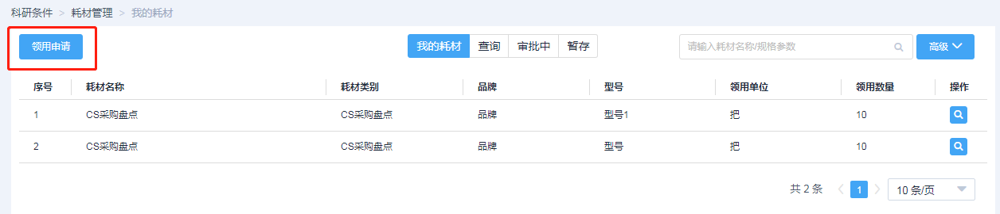 科研条件 > 耗材管理 > 我的耗材
领用申请 我的耗材 查询 审批中 暂存 请输入耗材名称/规格参数 高级
序号 耗材名称 耗材类别 品牌 型号 领用单位 领用数量 操作
1 CS采购盘点 CS采购盘点 品牌 型号1 把 10
2 CS采购盘点 CS采购盘点 品牌 型号 把 10
共 2 条 1 10 条/页